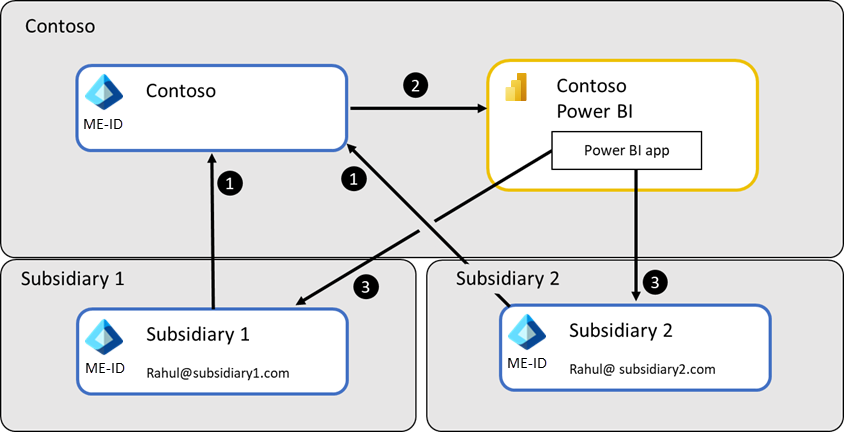 Contoso
Contoso
ME-ID
2
Contoso
Power BI
Power BI app
1
1
Subsidiary 1
3
Subsidiary 2
3
Subsidiary 1
ME-ID
Rahul@subsidiary1.com
Subsidiary 2
ME-ID
Rahul@ subsidiary2.com